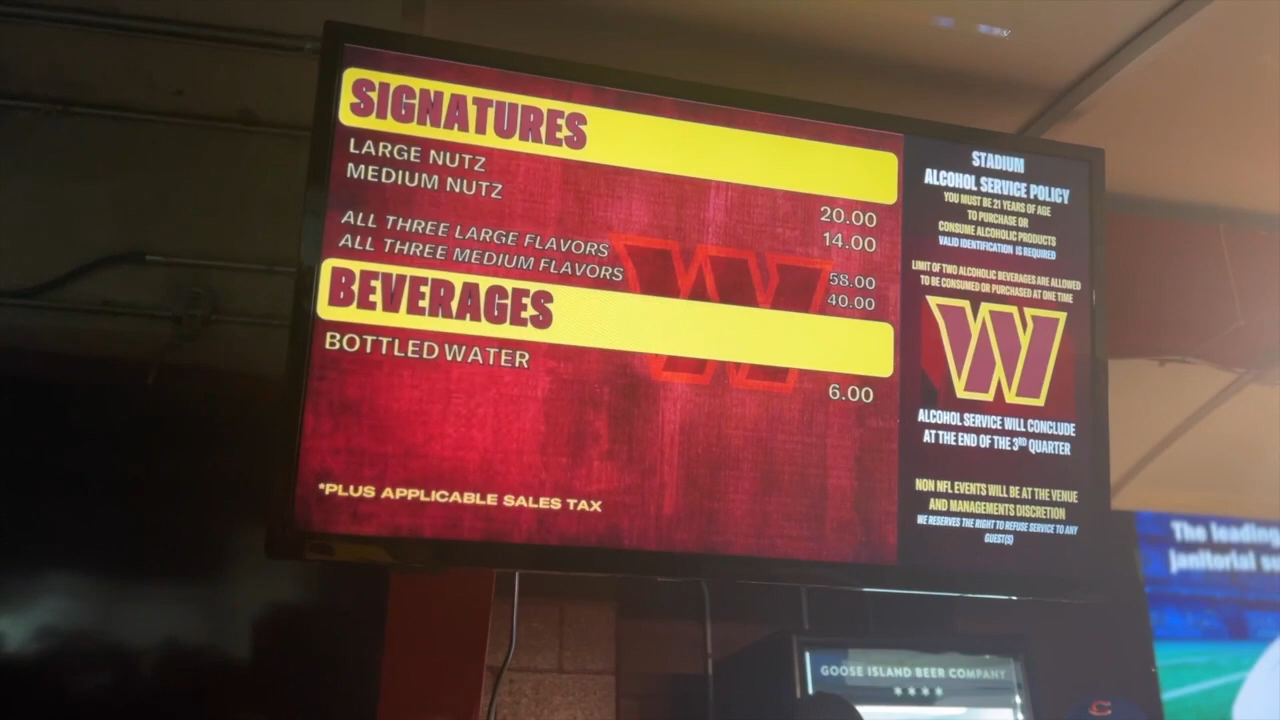 SIGNATURES
LARGE NUTZ 20.00
MEDIUM NUTZ 14.00
ALL THREE LARGE FLAVORS 58.00
ALL THREE MEDIUM FLAVORS 40.00
BEVERAGES
BOTTLED WATER 6.00
*PLUS APPLICABLE SALES TAX
STADIUM
ALCOHOL SERVICE POLICY
YOU MUST BE 21 YEARS OF AGE
TO PURCHASE OR
CONSUME ALCOHOLIC PRODUCTS
VALID IDENTIFICATION IS REQUIRED
LIMIT OF TWO ALCOHOLIC BEVERAGES ARE ALLOWED
TO BE CONSUMED OR PURCHASED AT ONE TIME
W
ALCOHOL SERVICE WILL CONCLUDE
AT THE END OF THE 3RD QUARTER
NON NFL EVENTS WILL BE AT THE VENUE
AND MANAGEMENTS DISCRETION
WE RESERVES THE RIGHT TO REFUSE SERVICE TO ANY
GUEST(S)
The leading
janitorial
GOOSE ISLAND BEER COMPANY